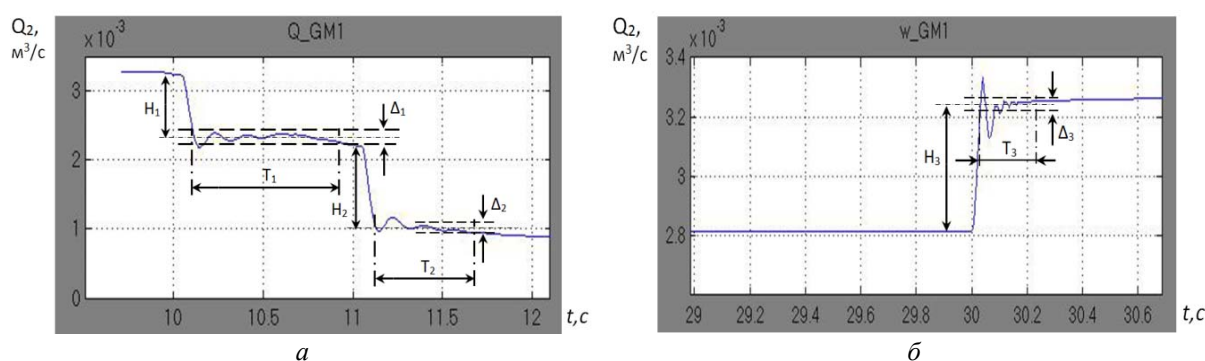 Q₂,
м³/с
×10⁻³
Q_GM1
3
2
1
0
H₁
Δ₁
T₁
H₂
Δ₂
T₂
10
10.5
11
11.5
12
t,c
а
Q₂,
м³/с
×10⁻³
w_GM1
3.4
3.2
3
2.8
2.6
H₃
T₃
Δ₃
29
29.2
29.4
29.6
29.8
30
30.2
30.4
30.6
t,c
б